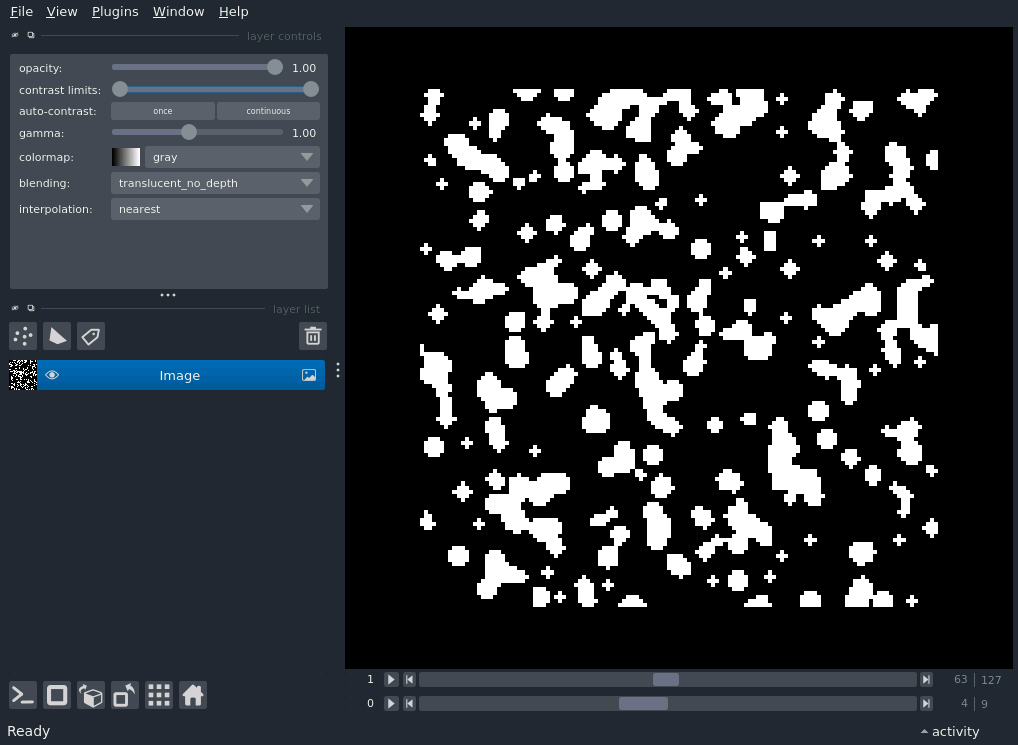 File View Plugins Window Help
layer controls
opacity: 1.00
contrast limits:
auto-contrast: once continuous
gamma: 1.00
colormap: gray
blending: translucent_no_depth
interpolation: nearest
layer list
Image
1 63 127
0 4 9
Ready activity